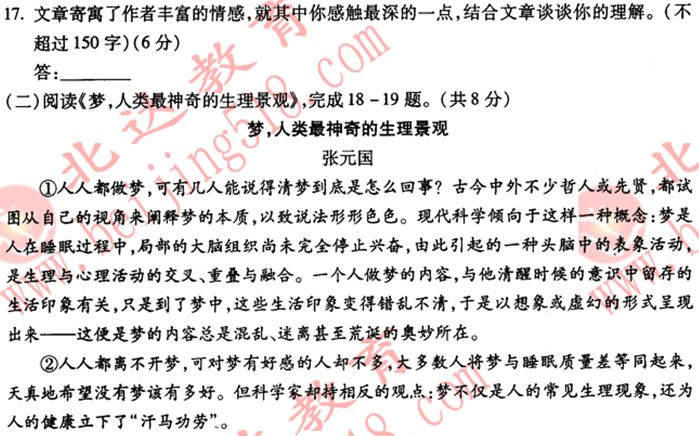 17. 文章寄寓了作者丰富的情感,就其中你感触最深的一点,结合文章谈谈你的理解。(不
超过150字)(6分)
答:________
(二)阅读《梦,人类最神奇的生理景观》,完成18-19题。(共8分)
梦,人类最神奇的生理景观
张元国
①人人都做梦,可有几人能说得清梦到底是怎么回事?古今中外不少哲人或先贤,都试
图从自己的视角来阐释梦的本质,以致说法形形色色。现代科学倾向于这样一种概念:梦是
人在睡眠过程中,局部的大脑组织尚未完全停止兴奋,由此引起的一种头脑中的表象活动,
是生理与心理活动的交叉、重叠与融合。一个人做梦的内容,与他清醒时候的意识中留存的
生活印象有关,只是到了梦中,这些生活印象变得错乱不清,于是以想象或虚幻的形式呈现
出来——这便是梦的内容总是混乱、迷离甚至荒诞的奥妙所在。
②人人都离不开梦,可对梦有好感的人却不多,大多数人将梦与睡眠质量差等同起来,
天真地希望没有梦该有多好。但科学家却持相反的观点:梦不仅是人的常见生理现象,还为
人的健康立下了“汗马功劳”。
北达教育
www.beijing518.com
北
www.be